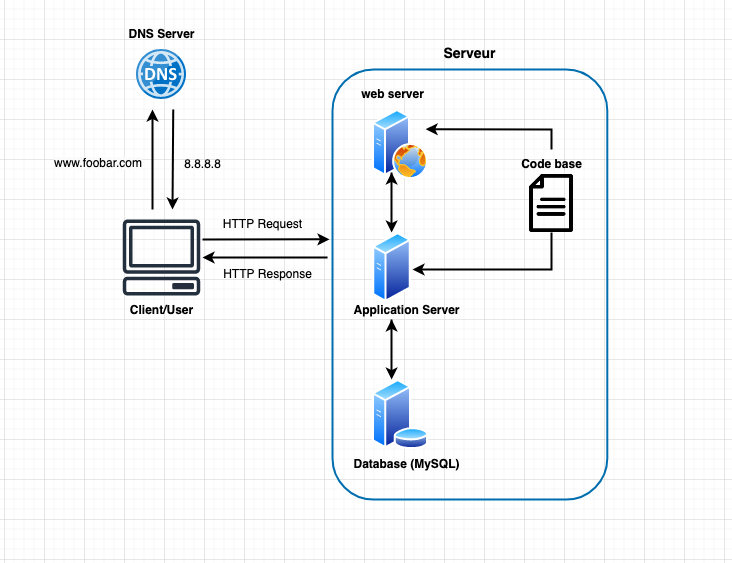 DNS Server
DNS
Serveur
web server
www.foobar.com
8.8.8.8
Code base
HTTP Request
HTTP Response
Client/User
Application Server
Database (MySQL)